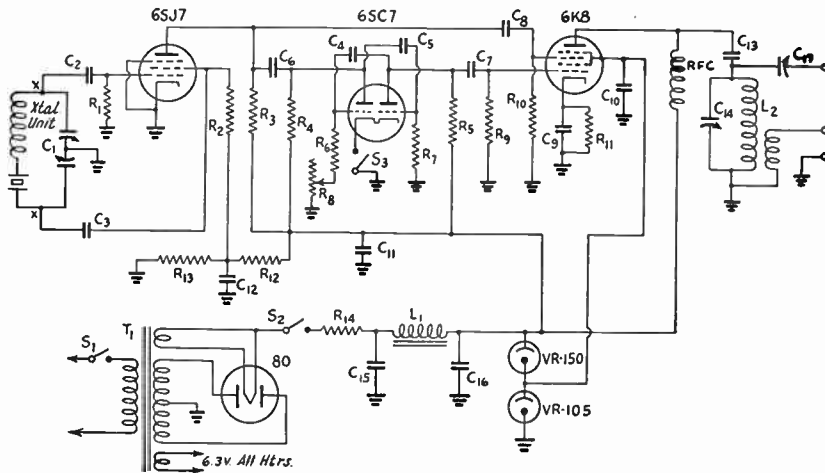 6SJ7
6SC7
6K8
C8
C13
C19
C4
C5
C2
C6
C7
RFC
X
Xtal Unit
R1
R10
C10
C14
L2
R2
R3
R4
R6
R5
R9
C9
R11
C1
S3
R7
R8
X
C3
C11
R13
R12
C12
T1
S2
R14
L1
S1
80
C15
C16
VR-150
VR-105
6.3v. All Htrs.